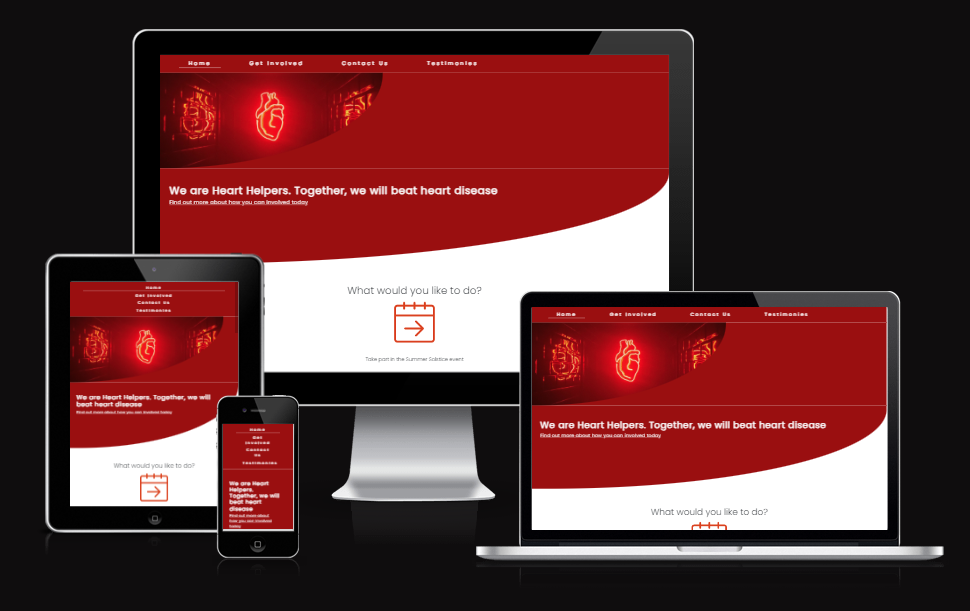 Home Get Involved Contact Us Testimonies
We are Heart Helpers. Together, we will beat heart disease
Find out more about how you can involved today
What would you like to do?
Take part in the Summer Solstice event
Home
Get Involved
Contact Us
Testimonies
We are Heart Helpers. Together, we will
beat heart disease
Find out more about how you can involved today
What would you like to do?
Home
Get
Involved
Contact
Us
Testimonies
We are Heart
Helpers.
Together, we will
beat heart
disease
Find out more about
how you can involved
today
Home Get Involved Contact Us Testimonies
We are Heart Helpers. Together, we will beat heart disease
Find out more about how you can involved today
What would you like to do?